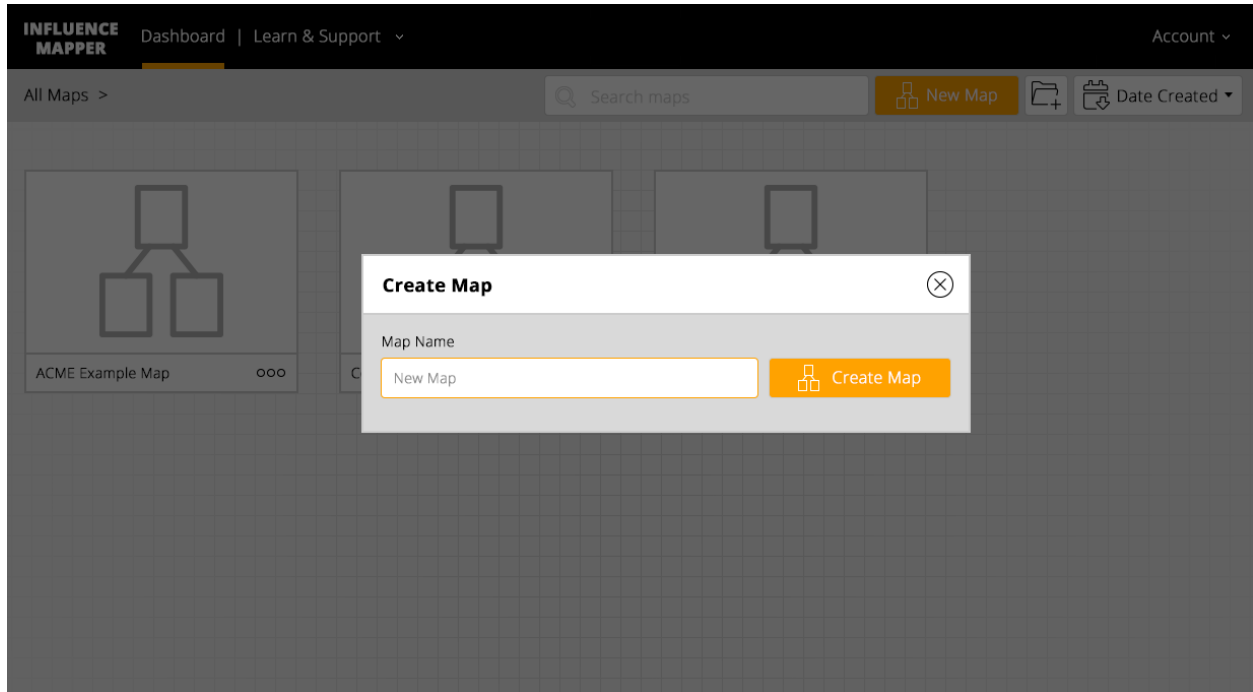 INFLUENCE
MAPPER
Dashboard | Learn & Support
Account
All Maps >
Search maps
New Map
Date Created
Create Map
Map Name
New Map
Create Map
ACME Example Map
C